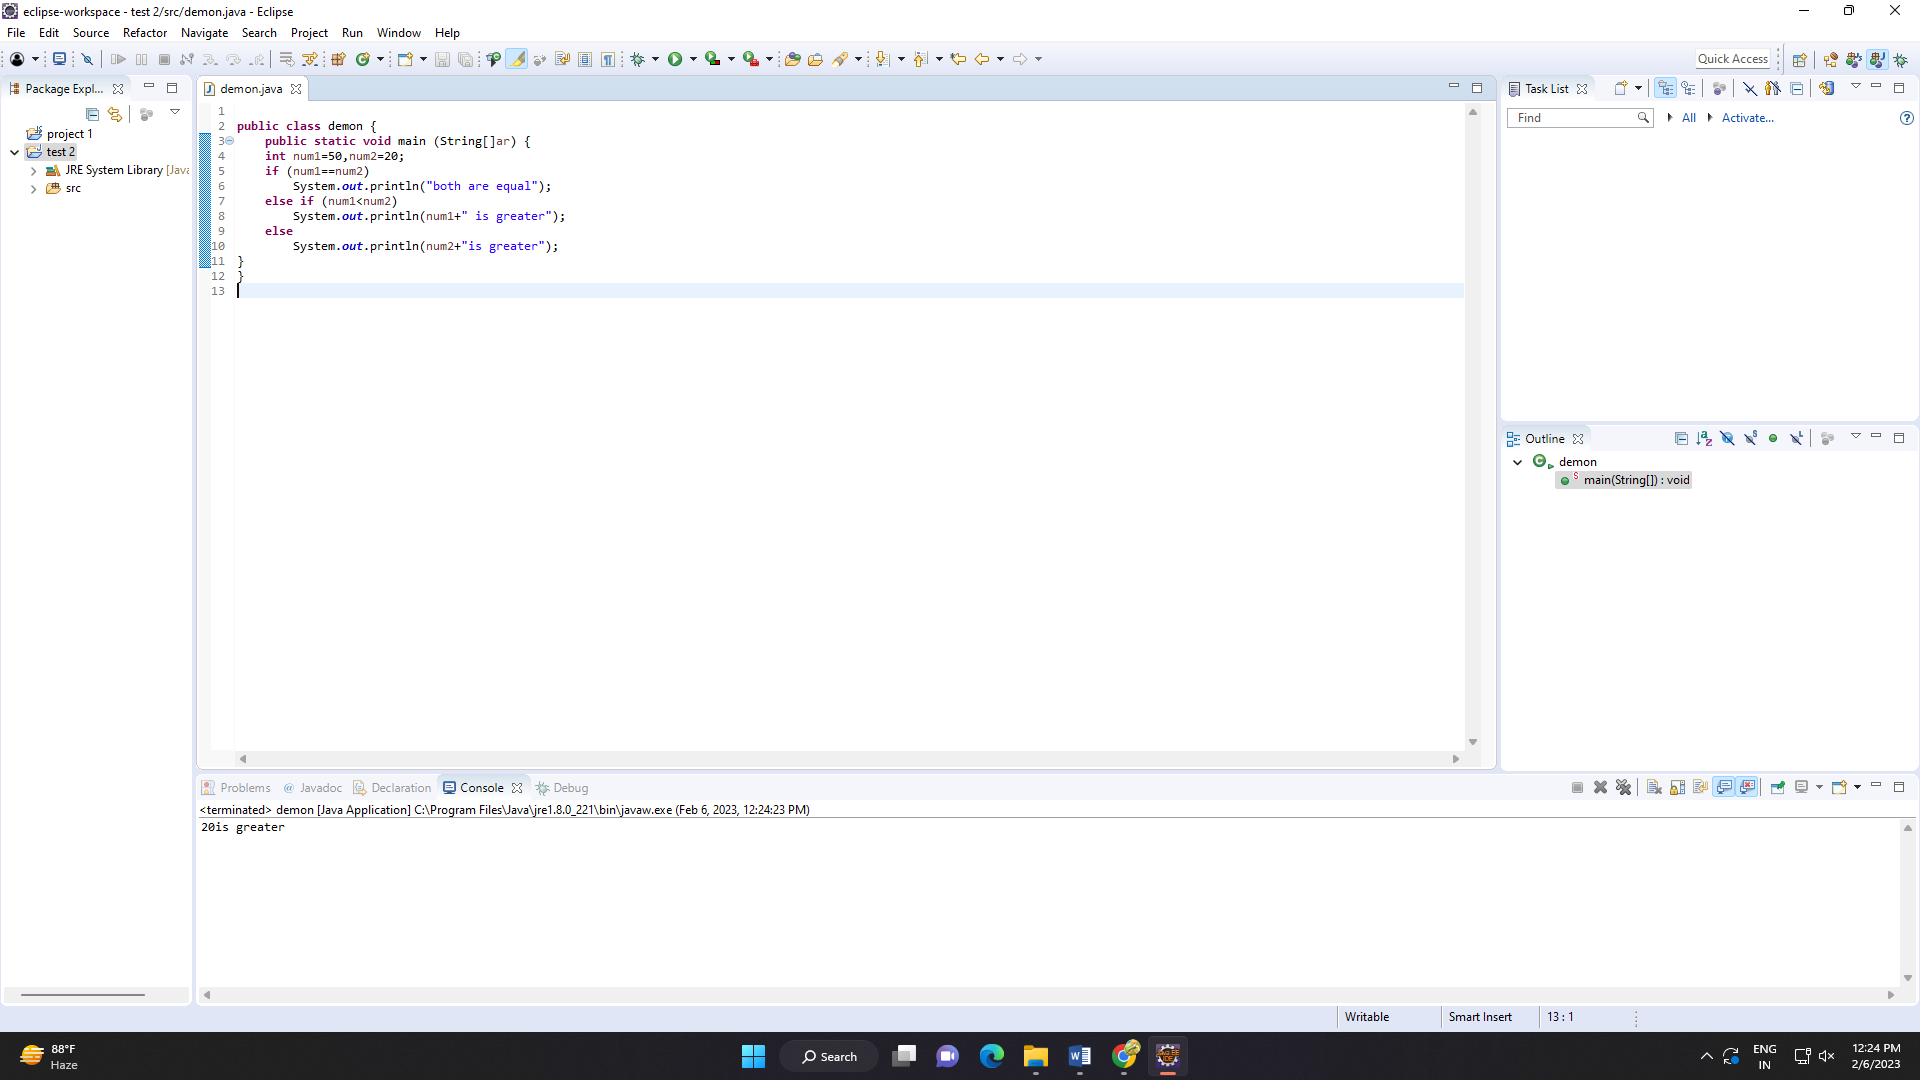 eclipse-workspace - test 2/src/demon.java - Eclipse
File Edit Source Refactor Navigate Search Project Run Window Help
Quick Access
Package Expl...
project 1
test 2
JRE System Library [Java
src
demon.java
1
2 public class demon {
3 public static void main (String[]ar) {
4 int num1=50,num2=20;
5 if (num1==num2)
6 System.out.println("both are equal");
7 else if (num1<num2)
8 System.out.println(num1+" is greater");
9 else
10 System.out.println(num2+"is greater");
11 }
12 }
13
Task List
Find
All Activate...
Outline
demon
main(String[]) : void
Problems Javadoc Declaration Console Debug
<terminated> demon [Java Application] C:\Program Files\Java\jre1.8.0_221\bin\javaw.exe (Feb 6, 2023, 12:24:23 PM)
20is greater
Writable Smart Insert 13 : 1
88°F
Haze
Search
ENG
IN
12:24 PM
2/6/2023